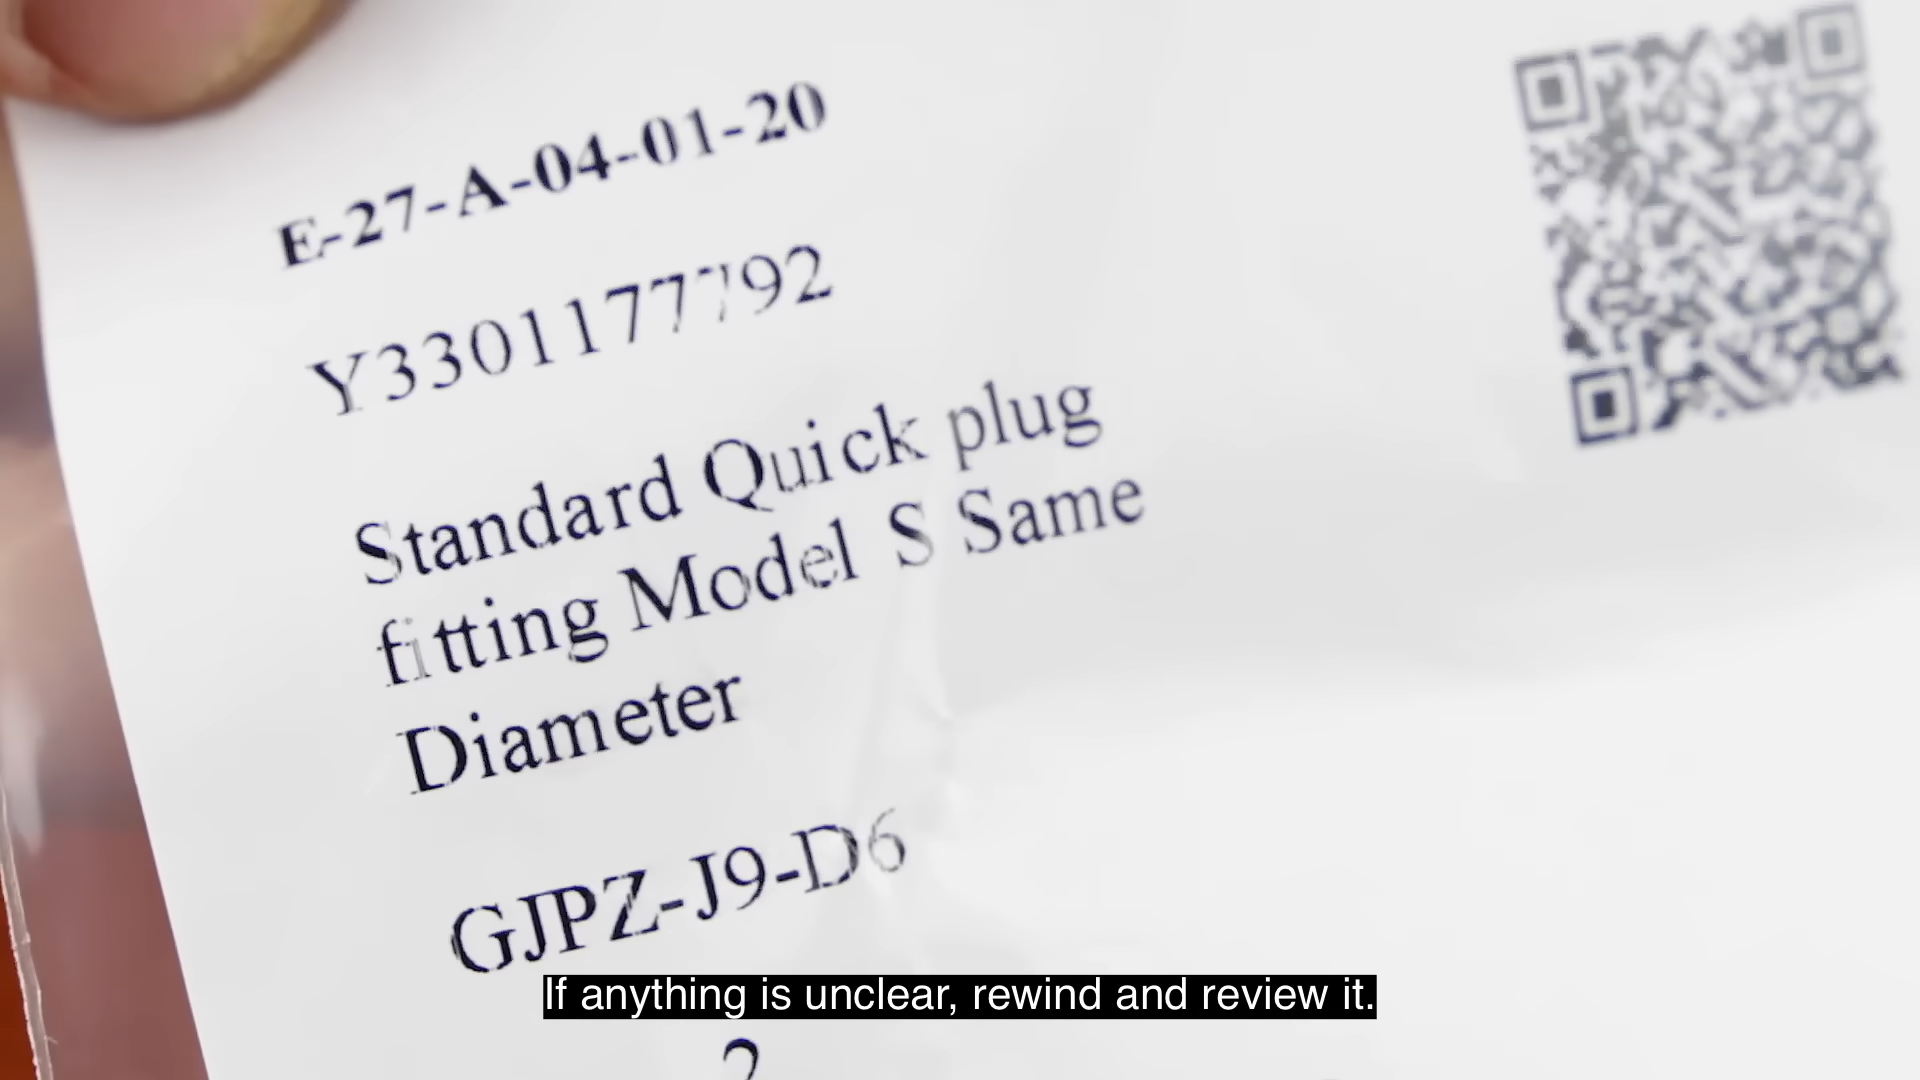 E-27-A-04-01-20
Y3301177792
Standard Quick plug
fitting Model S Same
Diameter
GJPZ-J9-D6
If anything is unclear, rewind and review it.
2